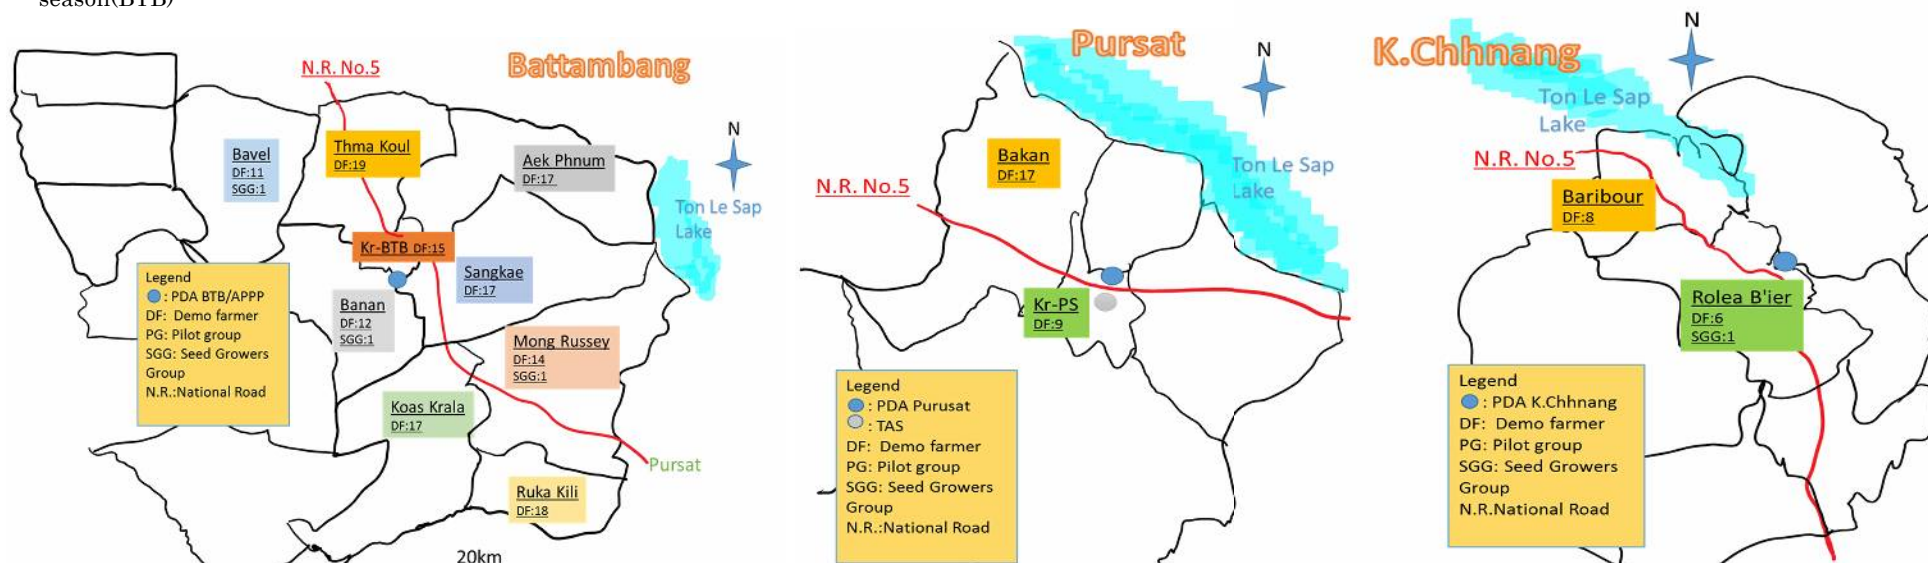 season(BTB)
Battambang
N.R. No.5
N
Thma Koul
DF:19
Bavel
DF:11
SGG:1
Aek Phnum
DF:17
Ton Le Sap
Lake
Kr-BTB DF:15
Sangkae
DF:17
Legend
: PDA BTB/APPP
DF: Demo farmer
PG: Pilot group
SGG: Seed Growers
Group
N.R.:National Road
Banan
DF:12
SGG:1
Mong Russey
DF:14
SGG:1
Koas Krala
DF:17
Pursat
Ruka Kili
DF:18
20km
Pursat
N
Bakan
DF:17
Ton Le Sap
Lake
N.R. No.5
Kr-PS
DF:9
Legend
: PDA Purusat
: TAS
DF: Demo farmer
PG: Pilot group
SGG: Seed Growers
Group
N.R.:National Road
K.Chhnang
N
Ton Le Sap
Lake
N.R. No.5
Baribour
DF:8
Rolea B'ier
DF:6
SGG:1
Legend
: PDA K.Chhnang
DF: Demo farmer
PG: Pilot group
SGG: Seed Growers
Group
N.R.National Road